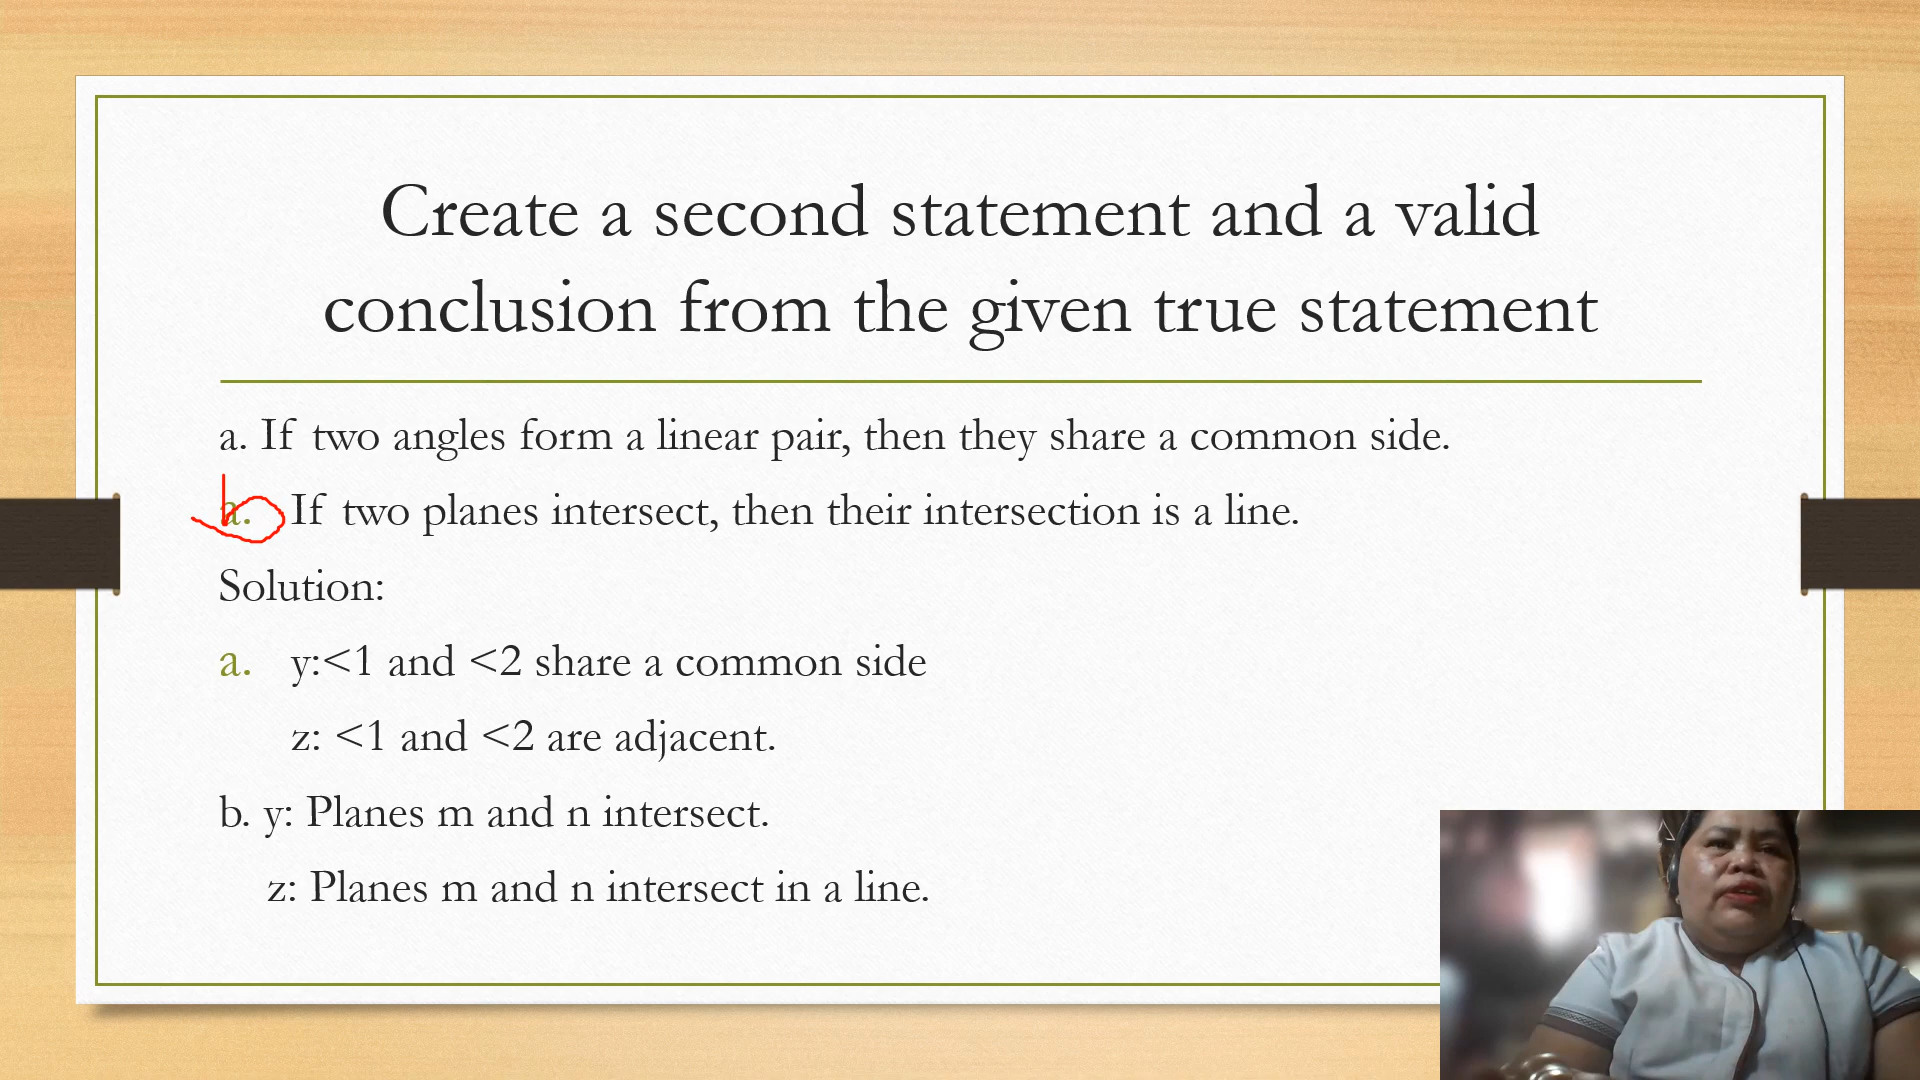 Create a second statement and a valid
conclusion from the given true statement
a. If two angles form a linear pair, then they share a common side.
a. If two planes intersect, then their intersection is a line.
Solution:
a. y:<1 and <2 share a common side
z: <1 and <2 are adjacent.
b. y: Planes m and n intersect.
z: Planes m and n intersect in a line.